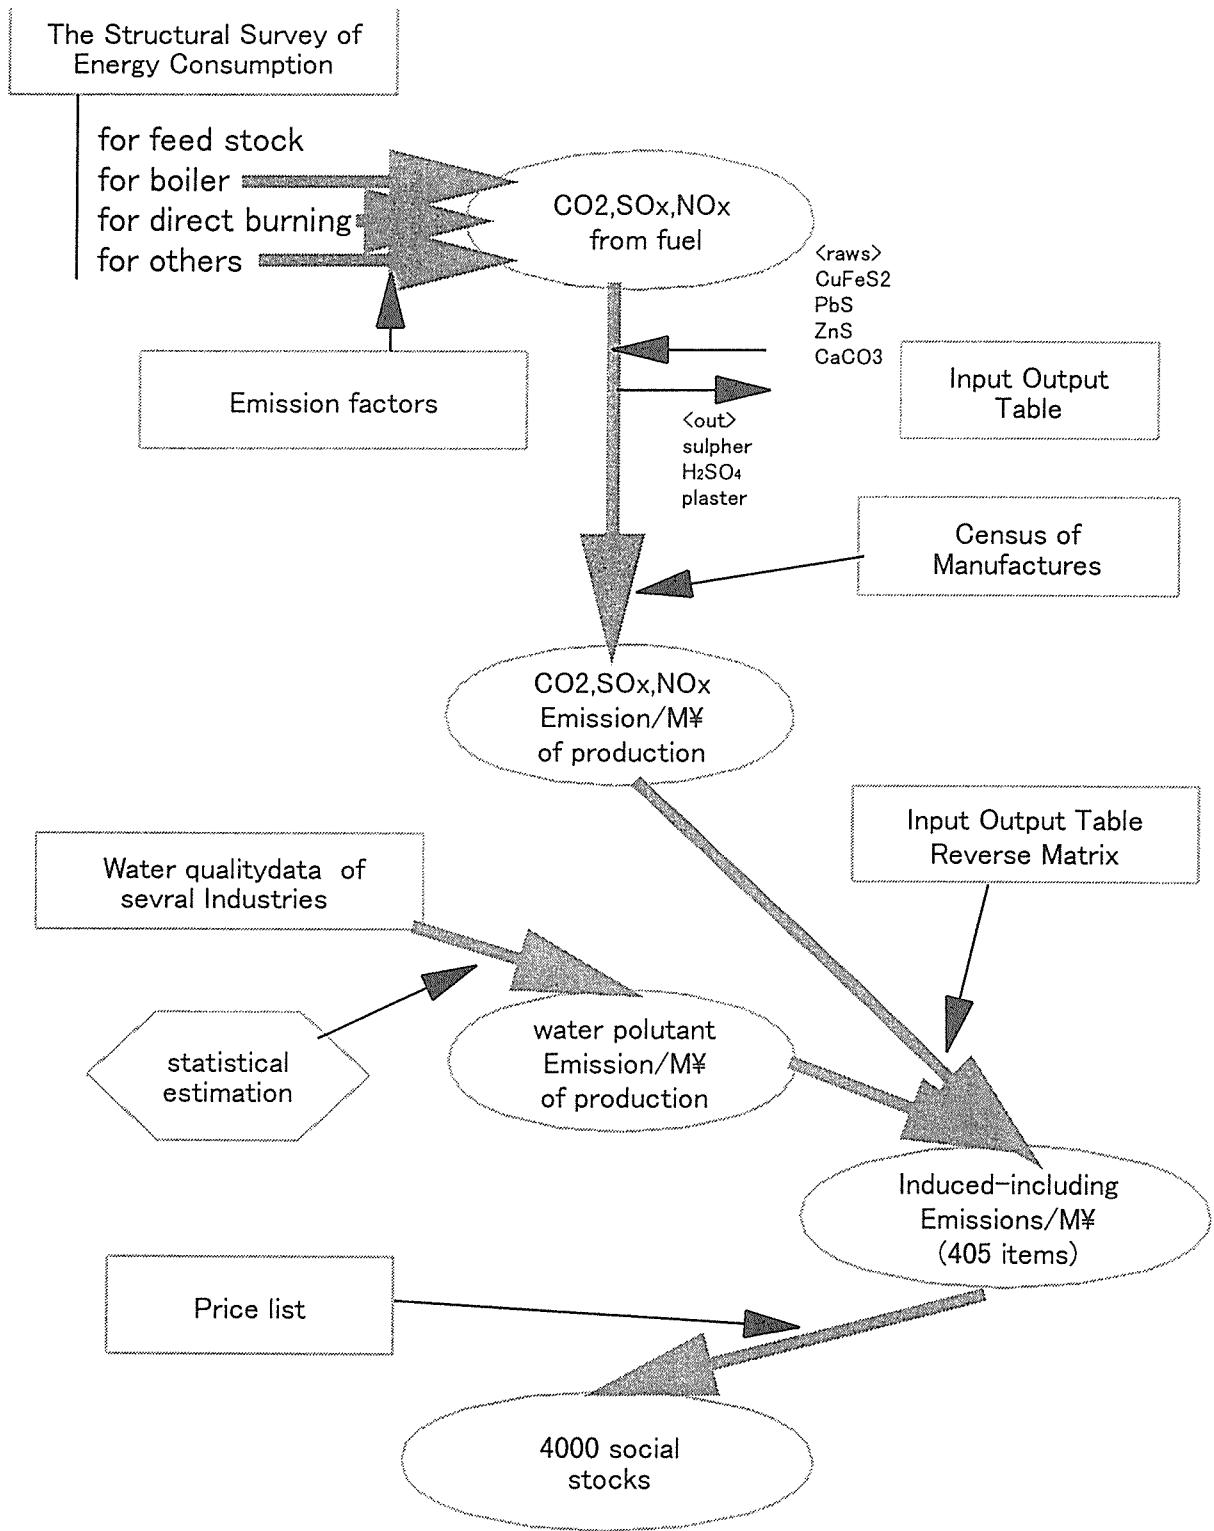 The Structural Survey of
Energy Consumption
for feed stock
for boiler
for direct burning
for others
CO2,SOx,NOx
from fuel
<raws>
CuFeS2
PbS
ZnS
CaCO3
Emission factors
Input Output
Table
<out>
sulpher
H₂SO₄
plaster
Census of
Manufactures
CO2,SOx,NOx
Emission/M¥
of production
Input Output Table
Reverse Matrix
Water qualitydata of
sevral Industries
statistical
estimation
water polutant
Emission/M¥
of production
Induced-including
Emissions/M¥
(405 items)
Price list
4000 social
stocks